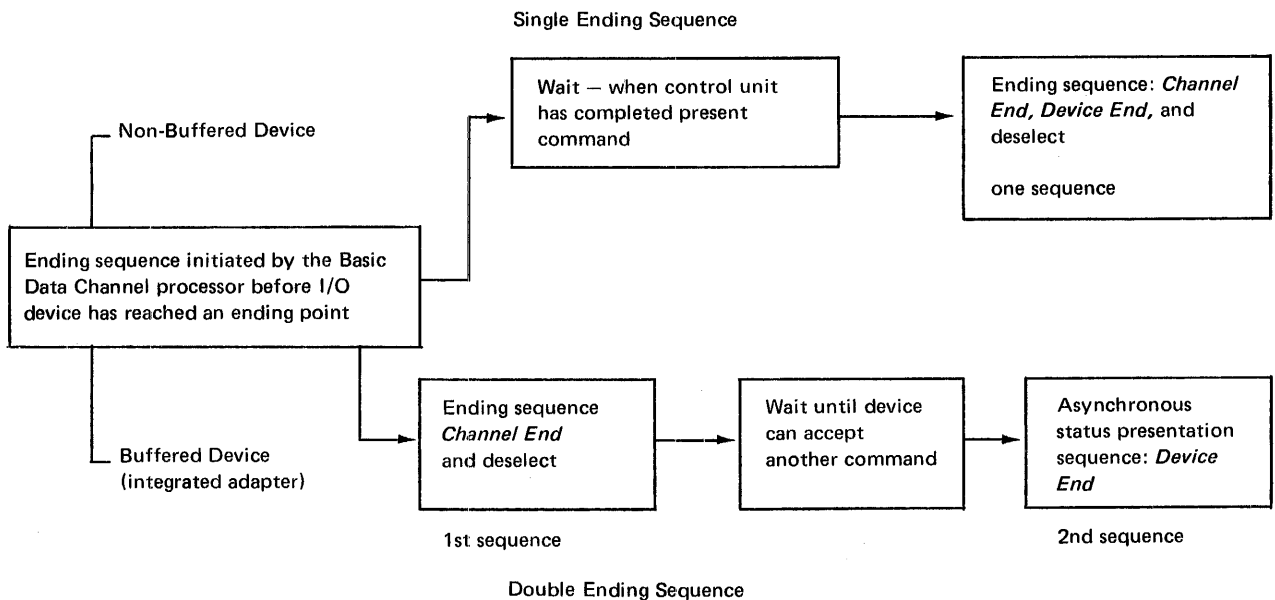 Single Ending Sequence
Wait — when control unit
has completed present
command
Ending sequence: Channel
End, Device End, and
deselect
one sequence
Non-Buffered Device
Ending sequence initiated by the Basic
Data Channel processor before I/O
device has reached an ending point
Buffered Device
(integrated adapter)
Ending sequence
Channel End
and deselect
1st sequence
Wait until device
can accept
another command
Asynchronous
status presentation
sequence: Device
End
2nd sequence
Double Ending Sequence